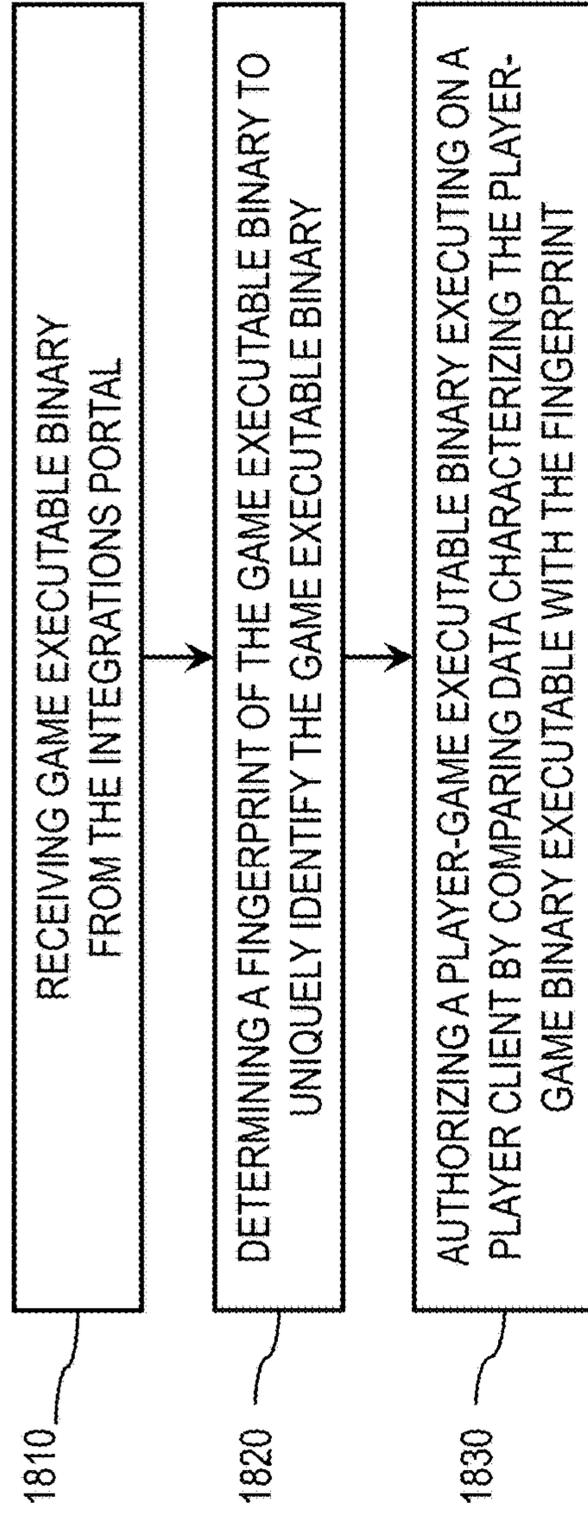 1810
RECEIVING GAME EXECUTABLE BINARY
FROM THE INTEGRATIONS PORTAL
1820
DETERMINING A FINGERPRINT OF THE GAME EXECUTABLE BINARY TO
UNIQUELY IDENTIFY THE GAME EXECUTABLE BINARY
1830
AUTHORIZING A PLAYER-GAME EXECUTABLE BINARY EXECUTING ON A
PLAYER CLIENT BY COMPARING DATA CHARACTERIZING THE PLAYER-
GAME BINARY EXECUTABLE WITH THE FINGERPRINT